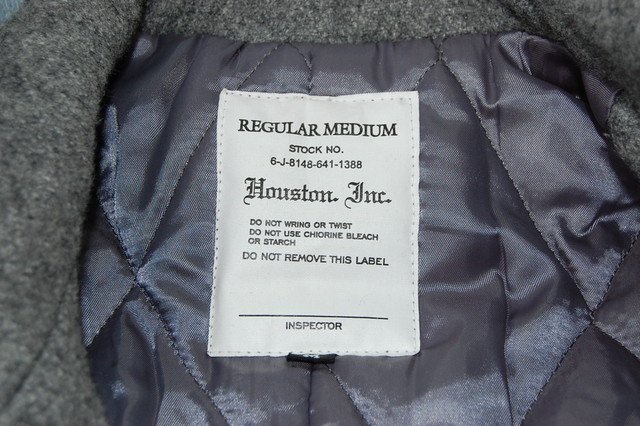 REGULAR MEDIUM
STOCK NO.
6-J-8148-641-1388
Houston. Inc.
DO NOT WRING OR TWIST
DO NOT USE CHIORINE BLEACH
OR STARCH
DO NOT REMOVE THIS LABEL
INSPECTOR